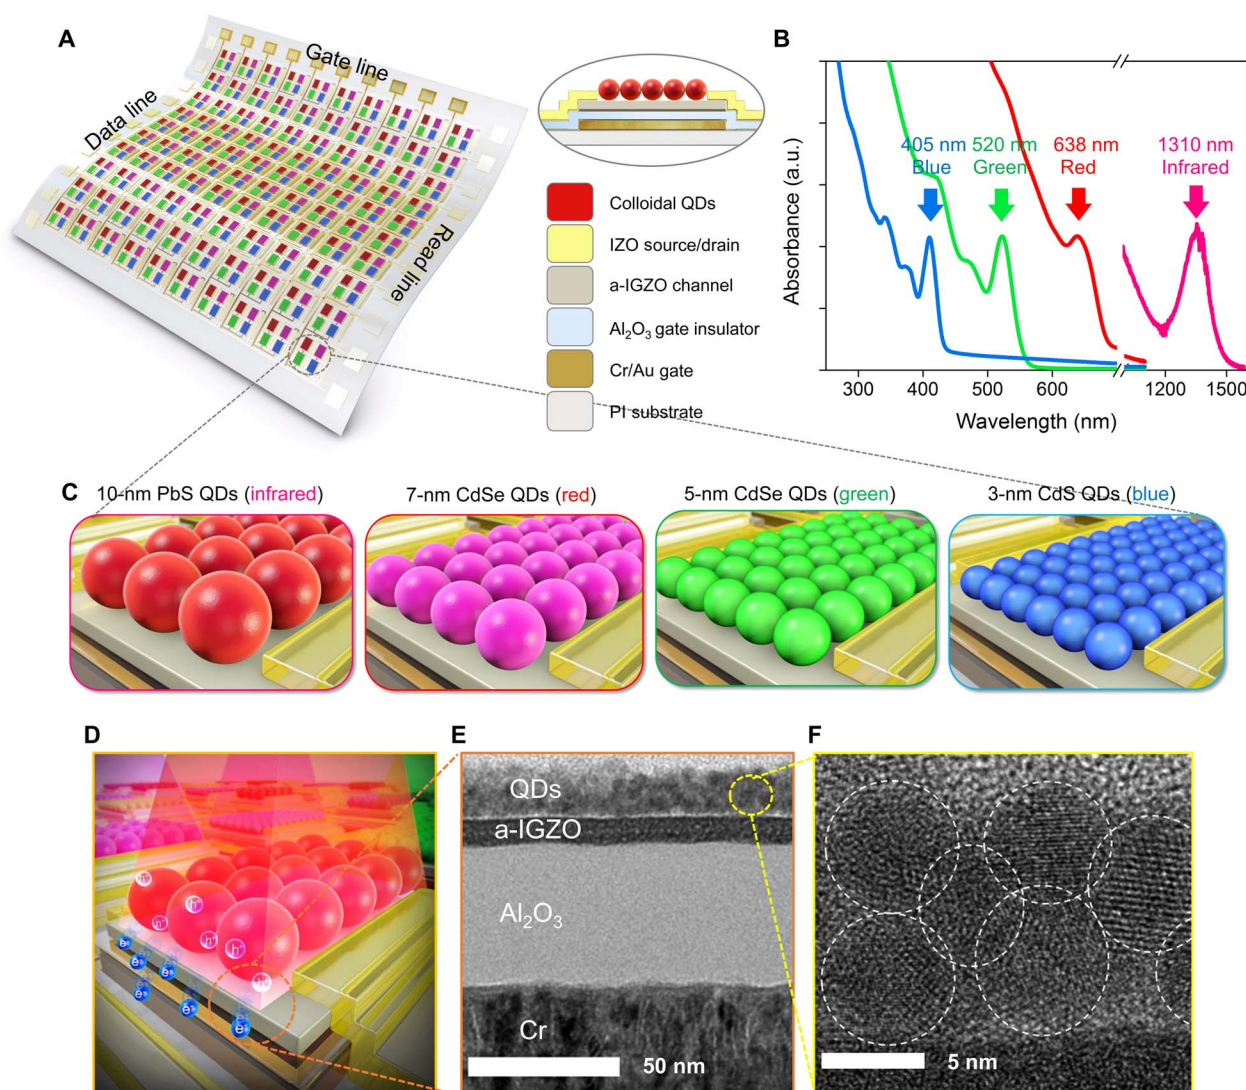 A
Gate line
Data line
Read line
Colloidal QDs
IZO source/drain
a-IGZO channel
Al₂O₃ gate insulator
Cr/Au gate
PI substrate
B
Absorbance (a.u.)
405 nm
Blue
520 nm
Green
638 nm
Red
1310 nm
Infrared
300 400 500 600 1200 1500
Wavelength (nm)
C
10-nm PbS QDs (infrared)
7-nm CdSe QDs (red)
5-nm CdSe QDs (green)
3-nm CdS QDs (blue)
D
h⁺
h⁺
h⁺
h⁺
h⁺
h⁺
E
QDs
a-IGZO
Al₂O₃
Cr
50 nm
F
5 nm